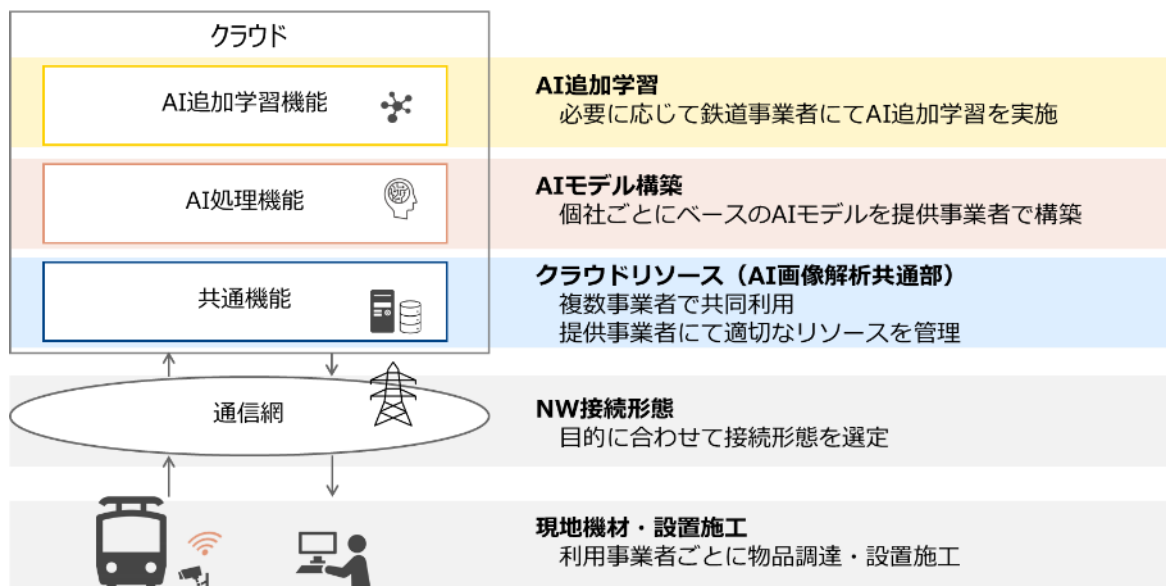 クラウド
AI追加学習機能
AI追加学習
必要に応じて鉄道事業者にてAI追加学習を実施
AI処理機能
AIモデル構築
個社ごとにベースのAIモデルを提供事業者で構築
共通機能
クラウドリソース（AI画像解析共通部）
複数事業者で共同利用
提供事業者にて適切なリソースを管理
通信網
NW接続形態
目的に合わせて接続形態を選定
現地機材・設置施工
利用事業者ごとに物品調達・設置施工